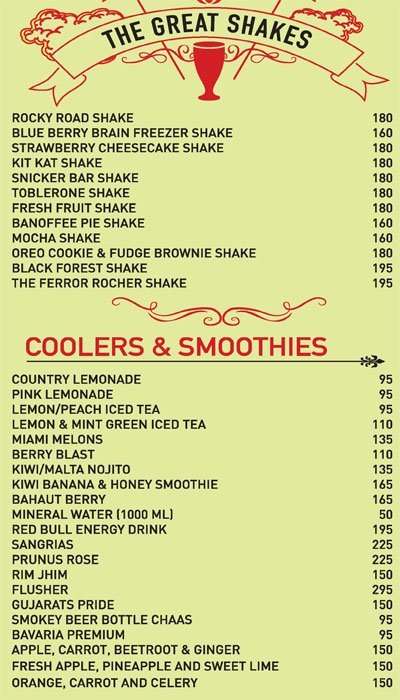 THE GREAT SHAKES
ROCKY ROAD SHAKE 180
BLUE BERRY BRAIN FREEZER SHAKE 160
STRAWBERRY CHEESECAKE SHAKE 180
KIT KAT SHAKE 180
SNICKER BAR SHAKE 180
TOBLERONE SHAKE 180
FRESH FRUIT SHAKE 180
BANOFFEE PIE SHAKE 160
MOCHA SHAKE 160
OREO COOKIE & FUDGE BROWNIE SHAKE 180
BLACK FOREST SHAKE 195
THE FERROR ROCHER SHAKE 195
COOLERS & SMOOTHIES
COUNTRY LEMONADE 95
PINK LEMONADE 95
LEMON/PEACH ICED TEA 95
LEMON & MINT GREEN ICED TEA 110
MIAMI MELONS 135
BERRY BLAST 110
KIWI/MALTA NOJITO 135
KIWI BANANA & HONEY SMOOTHIE 165
BAHAUT BERRY 165
MINERAL WATER (1000 ML) 50
RED BULL ENERGY DRINK 195
SANGRIAS 225
PRUNUS ROSE 225
RIM JHIM 150
FLUSHER 295
GUJARATS PRIDE 150
SMOKEY BEER BOTTLE CHAAS 95
BAVARIA PREMIUM 95
APPLE, CARROT, BEETROOT & GINGER 150
FRESH APPLE, PINEAPPLE AND SWEET LIME 150
ORANGE, CARROT AND CELERY 150